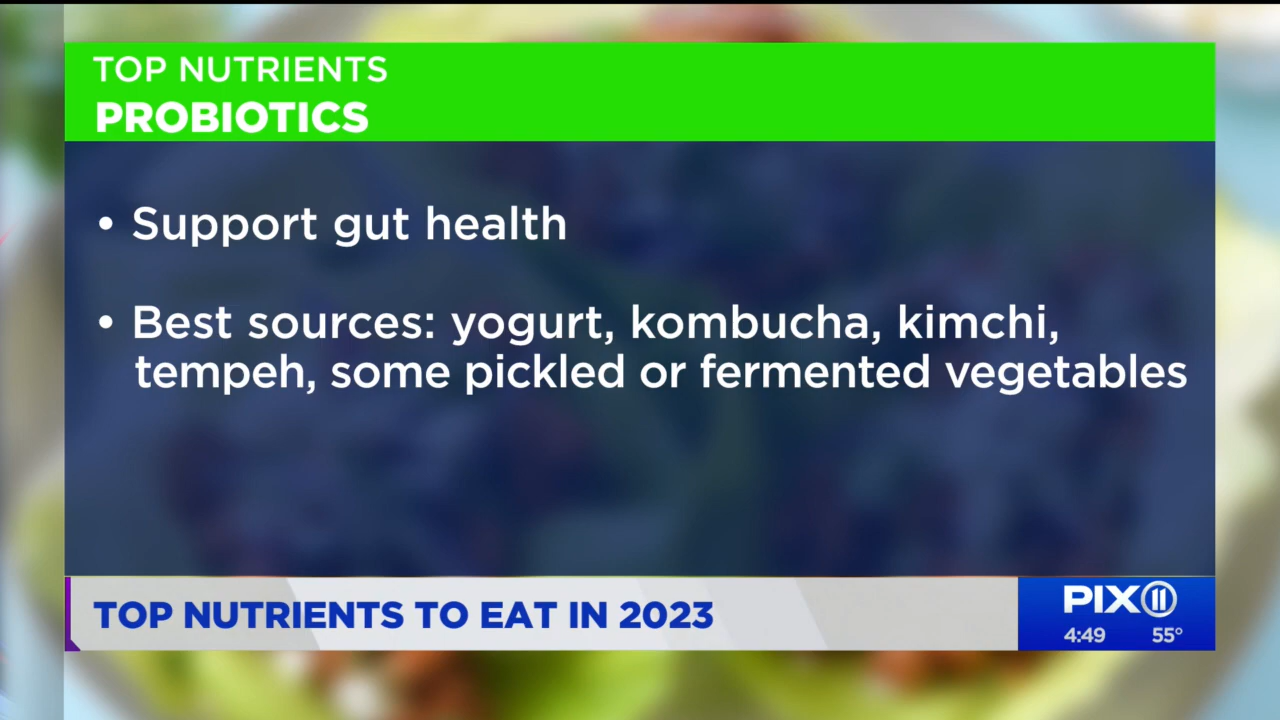 TOP NUTRIENTS
PROBIOTICS
• Support gut health
• Best sources: yogurt, kombucha, kimchi,
tempeh, some pickled or fermented vegetables
TOP NUTRIENTS TO EAT IN 2023
PIX11
4:49 55°